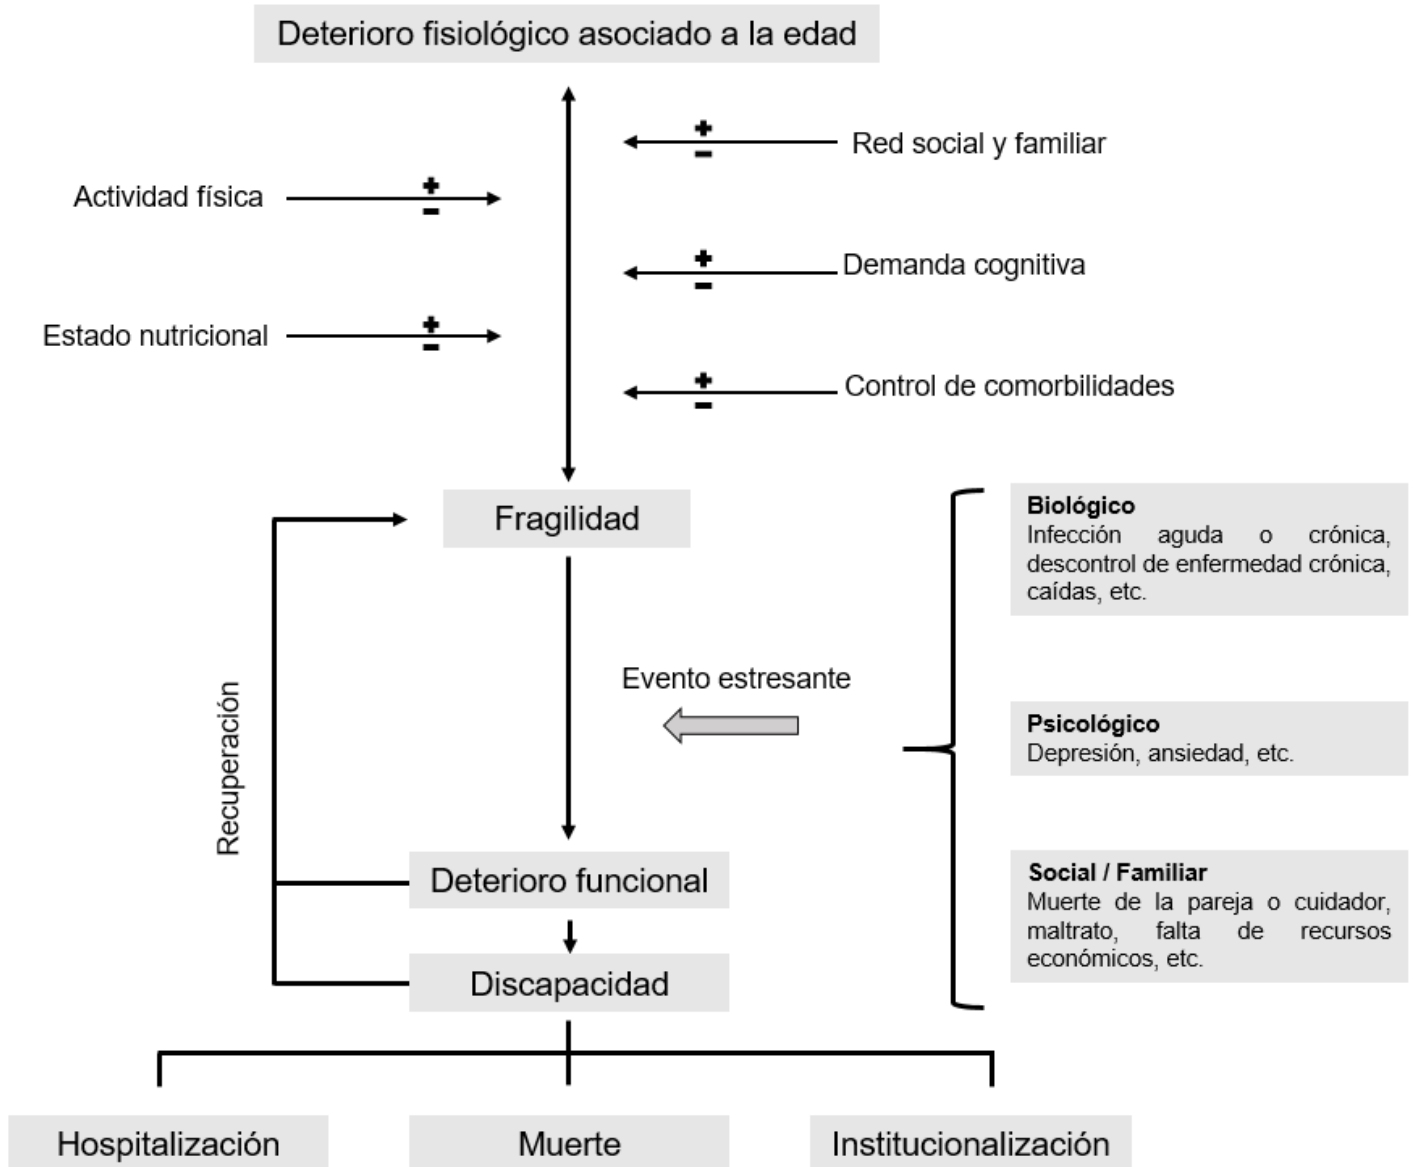 Deterioro fisiológico asociado a la edad
+
-
Red social y familiar
Actividad física
+
-
+
-
Demanda cognitiva
Estado nutricional
+
-
+
-
Control de comorbilidades
Fragilidad
Biológico
Infección aguda o crónica,
descontrol de enfermedad crónica,
caídas, etc.
Evento estresante
Psicológico
Depresión, ansiedad, etc.
Recuperación
Deterioro funcional
Social / Familiar
Muerte de la pareja o cuidador,
maltrato, falta de recursos
económicos, etc.
Discapacidad
Hospitalización
Muerte
Institucionalización